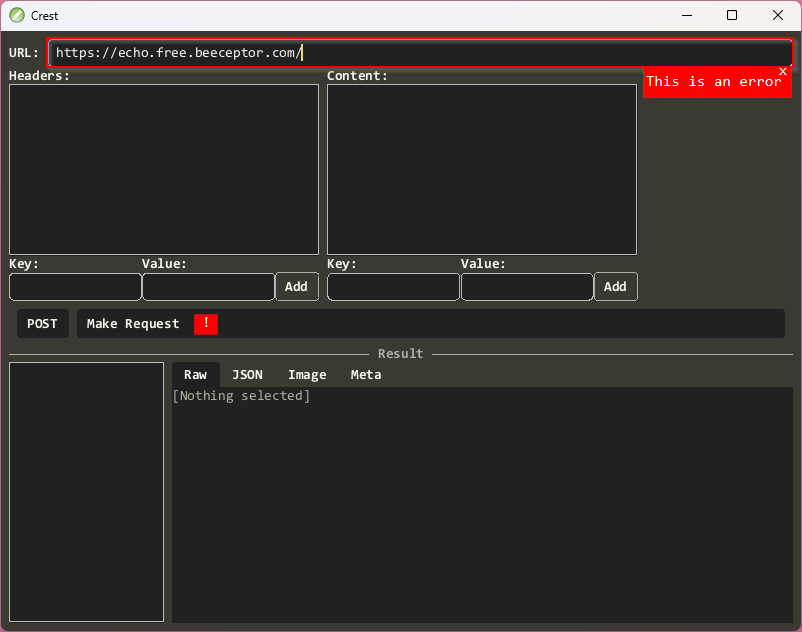 Crest
URL: https://echo.free.beeceptor.com/
Headers: Content: x
This is an error
Key: Value: Key: Value:
Add Add
POST Make Request !
Result
Raw JSON Image Meta
[Nothing selected]